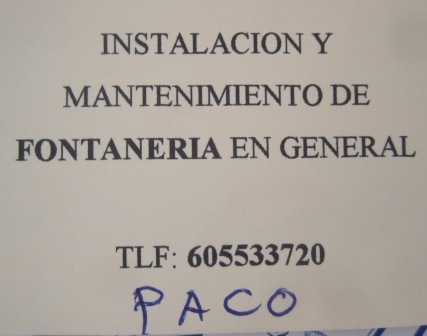 INSTALACION Y
MANTENIMIENTO DE
FONTANERIA EN GENERAL
TLF: 605533720
PACO